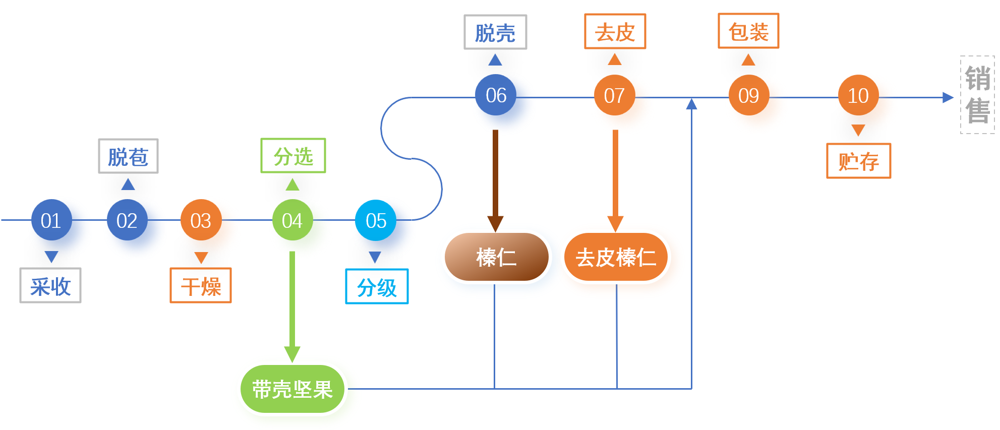 脱壳
去皮
包装
06
07
09
10
销售
贮存
脱苞
分选
01
02
03
04
05
采收
干燥
分级
榛仁
去皮榛仁
带壳坚果